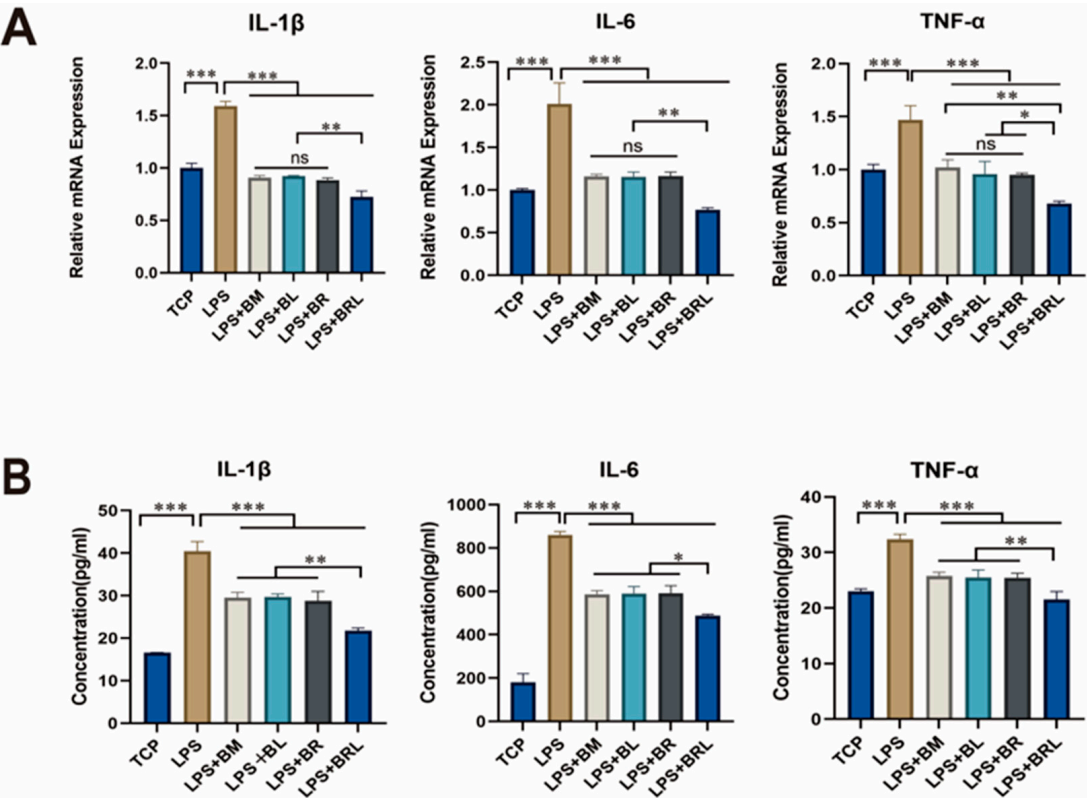 A
IL-1β
IL-6
TNF-α
Relative mRNA Expression
2.0
1.5
1.0
0.5
0.0
***
***
**
ns
TCP
LPS
LPS+BM
LPS+BL
LPS+BR
LPS+BRL
Relative mRNA Expression
2.5
2.0
1.5
1.0
0.5
0.0
***
***
**
ns
TCP
LPS
LPS+BM
LPS+BL
LPS+BR
LPS+BRL
Relative mRNA Expression
2.0
1.5
1.0
0.5
0.0
***
***
**
*
ns
TCP
LPS
LPS+BM
LPS+BL
LPS+BR
LPS+BRL
B
IL-1β
IL-6
TNF-α
Concentration(pg/ml)
50
40
30
20
10
0
***
***
**
TCP
LPS
LPS+BM
LPS+BL
LPS+BR
LPS+BRL
Concentration(pg/ml)
1000
800
600
400
200
0
***
***
*
TCP
LPS
LPS+BM
LPS+BL
LPS+BR
LPS+BRL
Concentration(pg/ml)
40
30
20
10
0
***
***
**
TCP
LPS
LPS+BM
LPS+BL
LPS+BR
LPS+BRL